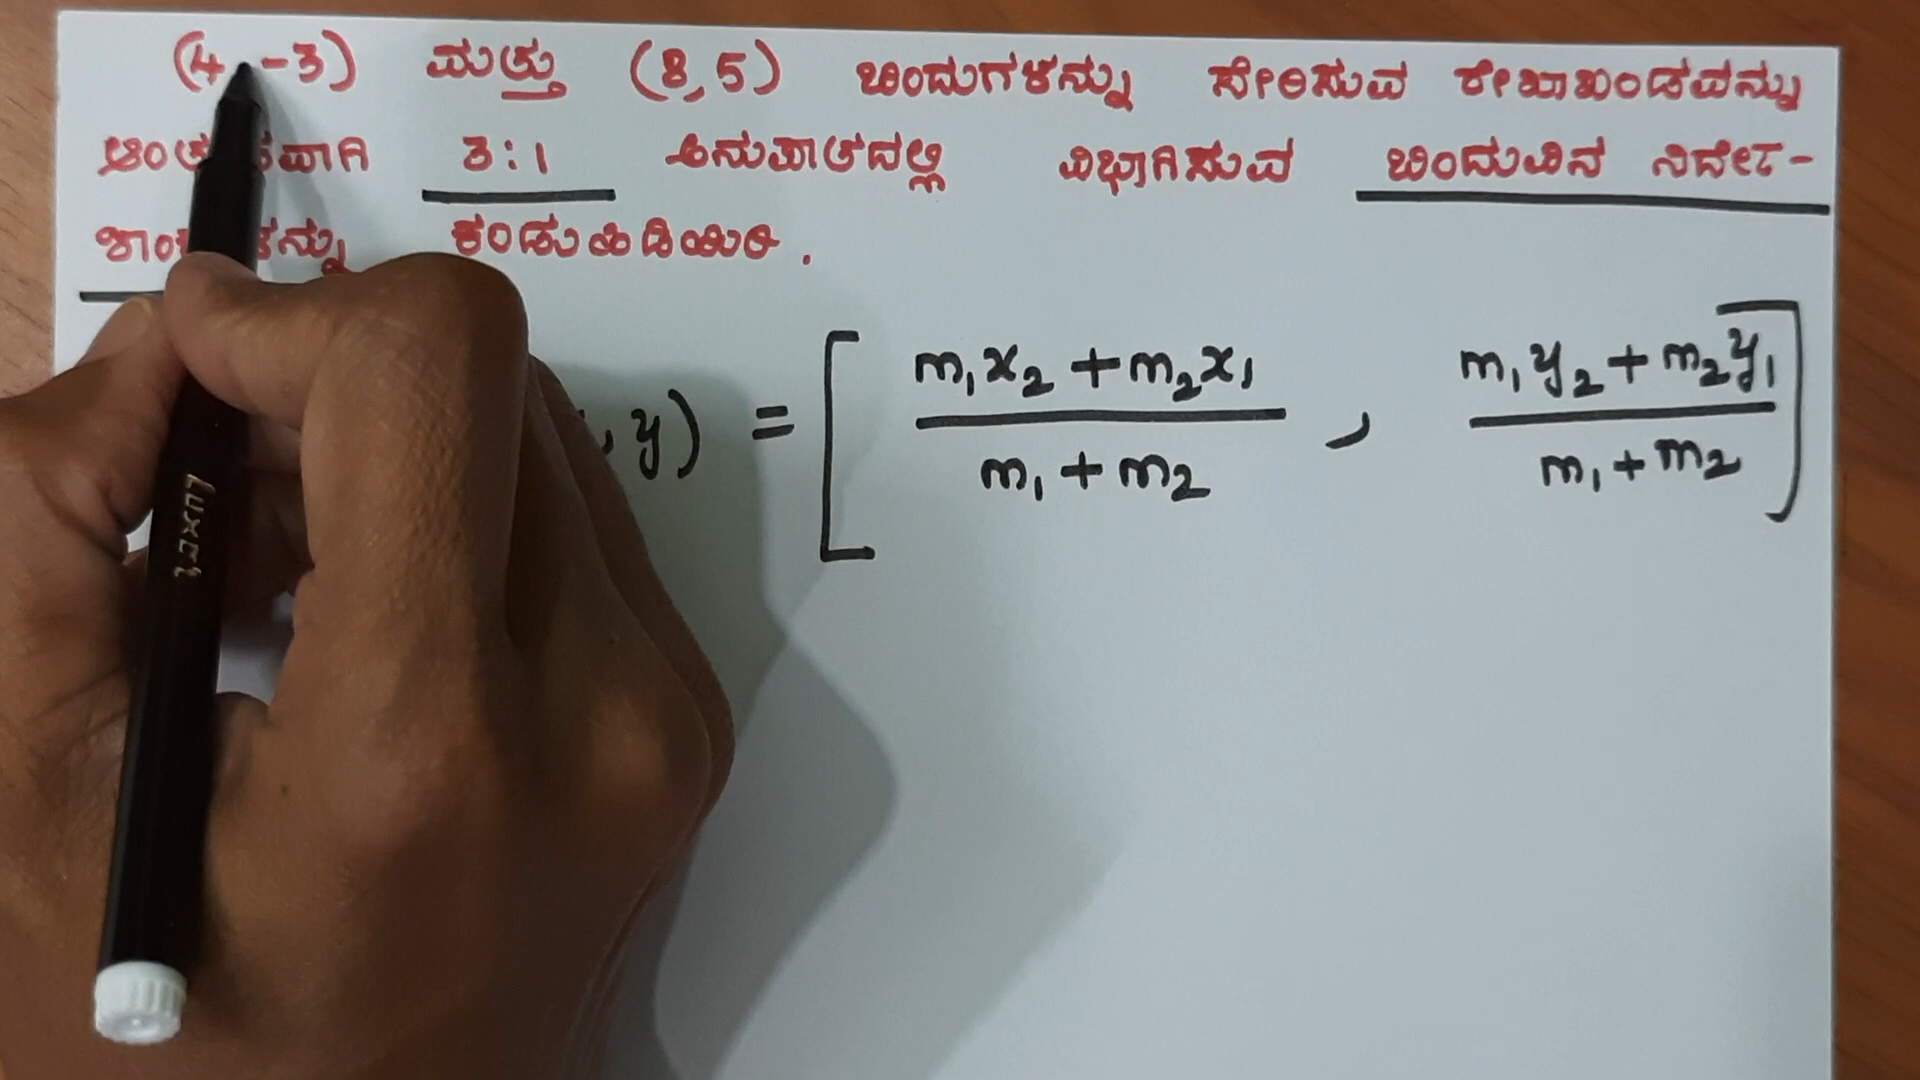 (4, -3) ಮತ್ತು (8, 5) ಬಿಂದುಗಳನ್ನು ಸೇರಿಸುವ ರೇಖಾಖಂಡವನ್ನು
3:1 ಅನುಪಾತದಲ್ಲಿ ವಿಭಾಗಿಸುವ ಬಿಂದುವಿನ ನಿರ್ದೇ-
ಕಂಡುಹಿಡಿಯಿರಿ.
, y) = [ (m₁x₂ + m₂x₁)/(m₁ + m₂) , (m₁y₂ + m₂y₁)/(m₁ + m₂) ]
LUXOR